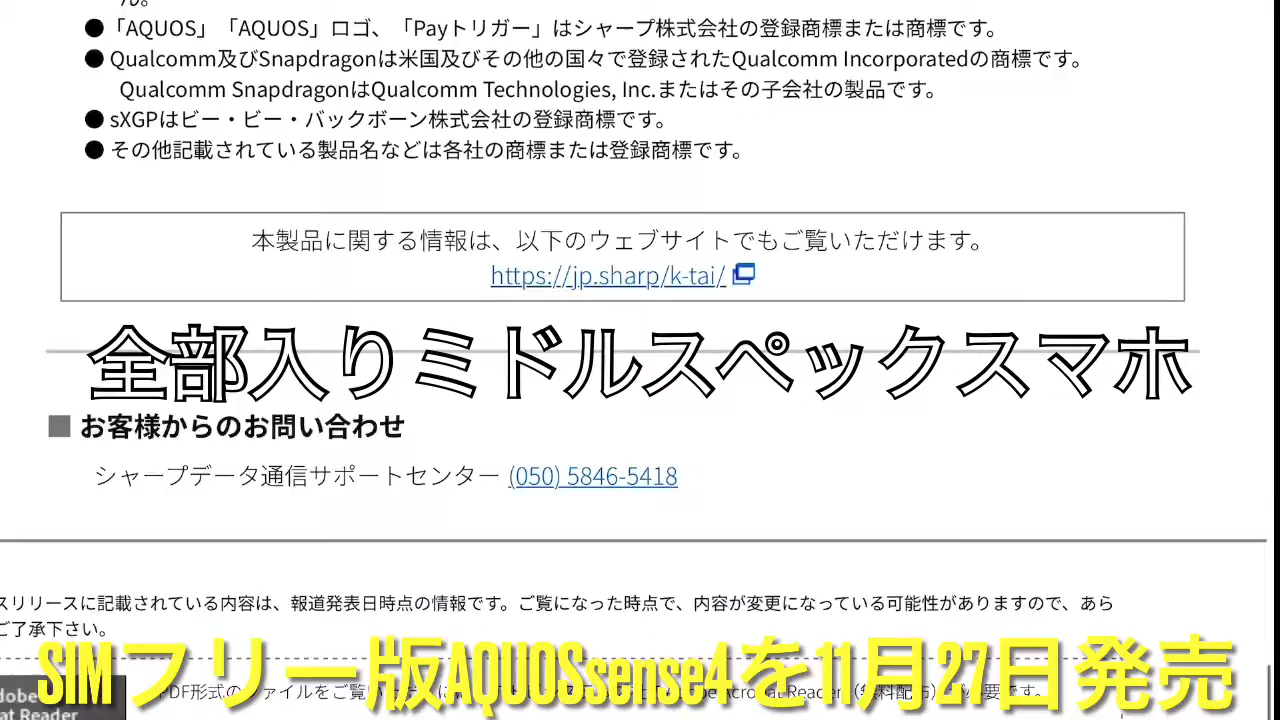 ん。
●「AQUOS」「AQUOS」ロゴ、「Payトリガー」はシャープ株式会社の登録商標または商標です。
● Qualcomm及びSnapdragonは米国及びその他の国々で登録されたQualcomm Incorporatedの商標です。
Qualcomm SnapdragonはQualcomm Technologies, Inc.またはその子会社の製品です。
● sXGPはビー・ビー・バックボーン株式会社の登録商標です。
● その他記載されている製品名などは各社の商標または登録商標です。
本製品に関する情報は、以下のウェブサイトでもご覧いただけます。
https://jp.sharp/k-tai/
全部入りミドルスペックスマホ
■ お客様からのお問い合わせ
シャープデータ通信サポートセンター (050) 5846-5418
スリリースに記載されている内容は、報道発表日時点の情報です。ご覧になった時点で、内容が変更になっている可能性がありますので、あら
ご了承下さい。
SIMフリー版AQUOSsense4を11月27日発売
PDF形式のファイルをご覧い
dobe
at Reader